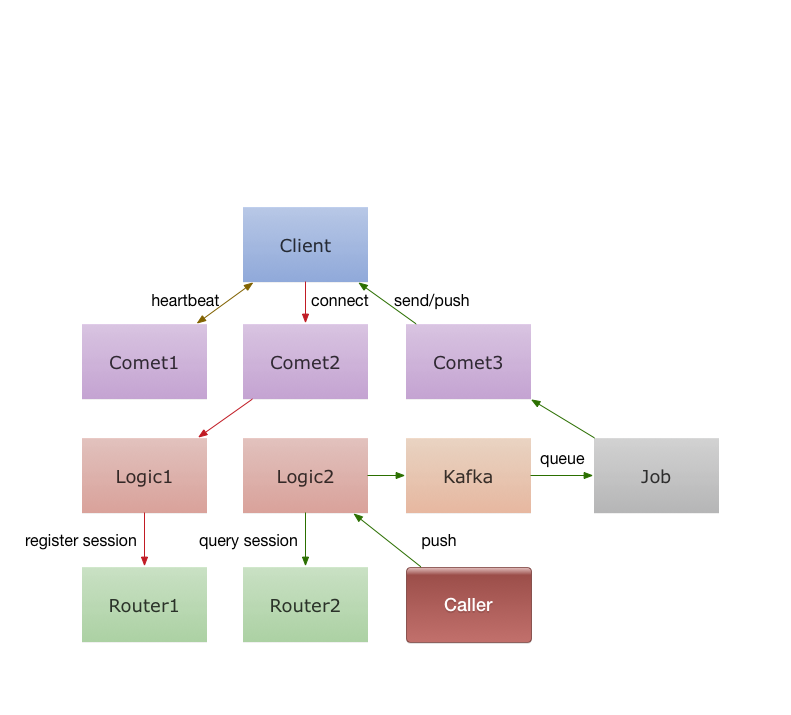 Client
heartbeat
connect
send/push
Comet1
Comet2
Comet3
Logic1
Logic2
Kafka
queue
Job
register session
query session
push
Router1
Router2
Caller